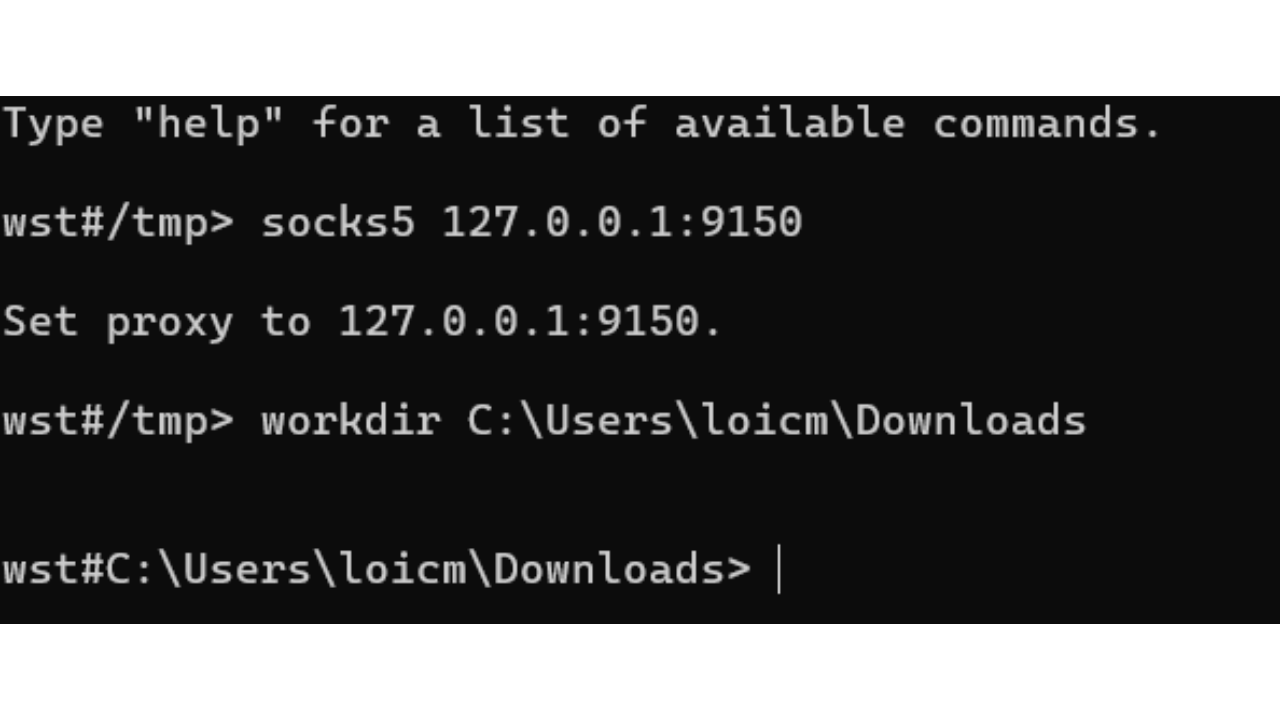 Type "help" for a list of available commands.
wst#/tmp> socks5 127.0.0.1:9150
Set proxy to 127.0.0.1:9150.
wst#/tmp> workdir C:\Users\loicm\Downloads
wst#C:\Users\loicm\Downloads>